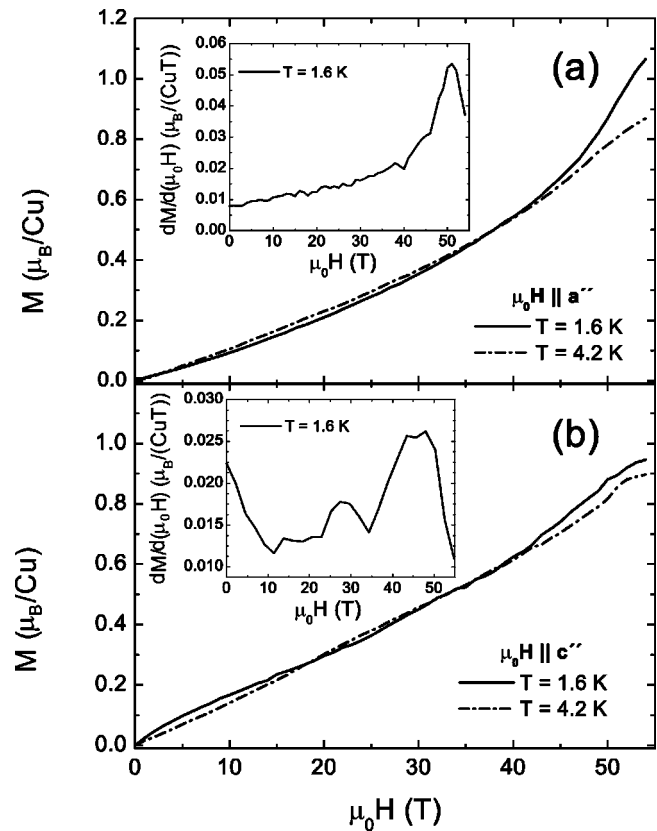 1.2
1.0
0.8
0.6
0.4
0.2
0.0
M (μ_B/Cu)
(a)
0.06
0.05
0.04
0.03
0.02
0.01
0.00
dM/d(μ₀H) (μ_B/(CuT))
T = 1.6 K
0 10 20 30 40 50
μ₀H (T)
μ₀H || a´´
T = 1.6 K
T = 4.2 K
1.0
0.8
0.6
0.4
0.2
0.0
M (μ_B/Cu)
(b)
0.030
0.025
0.020
0.015
0.010
dM/d(μ₀H) (μ_B/(CuT))
T = 1.6 K
0 10 20 30 40 50
μ₀H (T)
μ₀H || c´´
T = 1.6 K
T = 4.2 K
0 10 20 30 40 50
μ₀H (T)